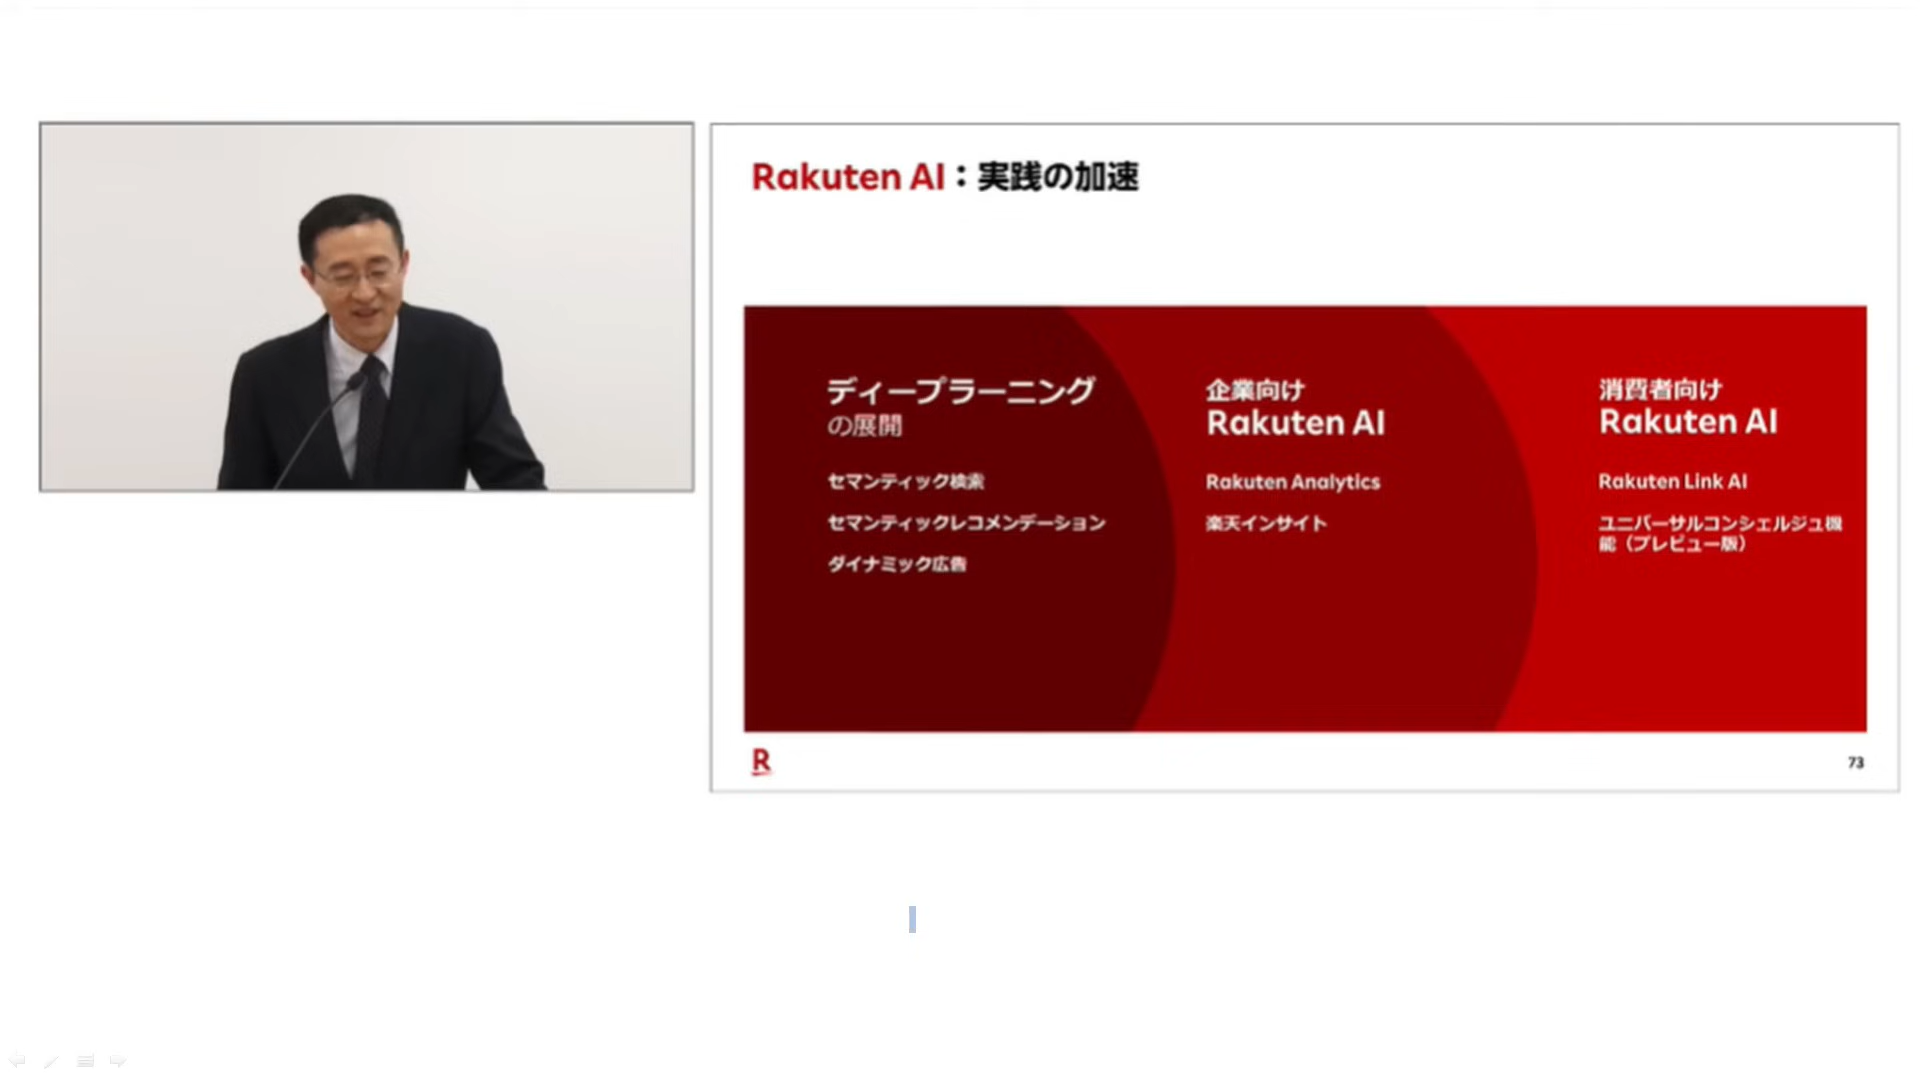 Rakuten AI：実践の加速
ディープラーニング
の展開
セマンティック検索
セマンティックレコメンデーション
ダイナミック広告
企業向け
Rakuten AI
Rakuten Analytics
楽天インサイト
消費者向け
Rakuten AI
Rakuten Link AI
ユニバーサルコンシェルジュ機
能（プレビュー版）
R
73